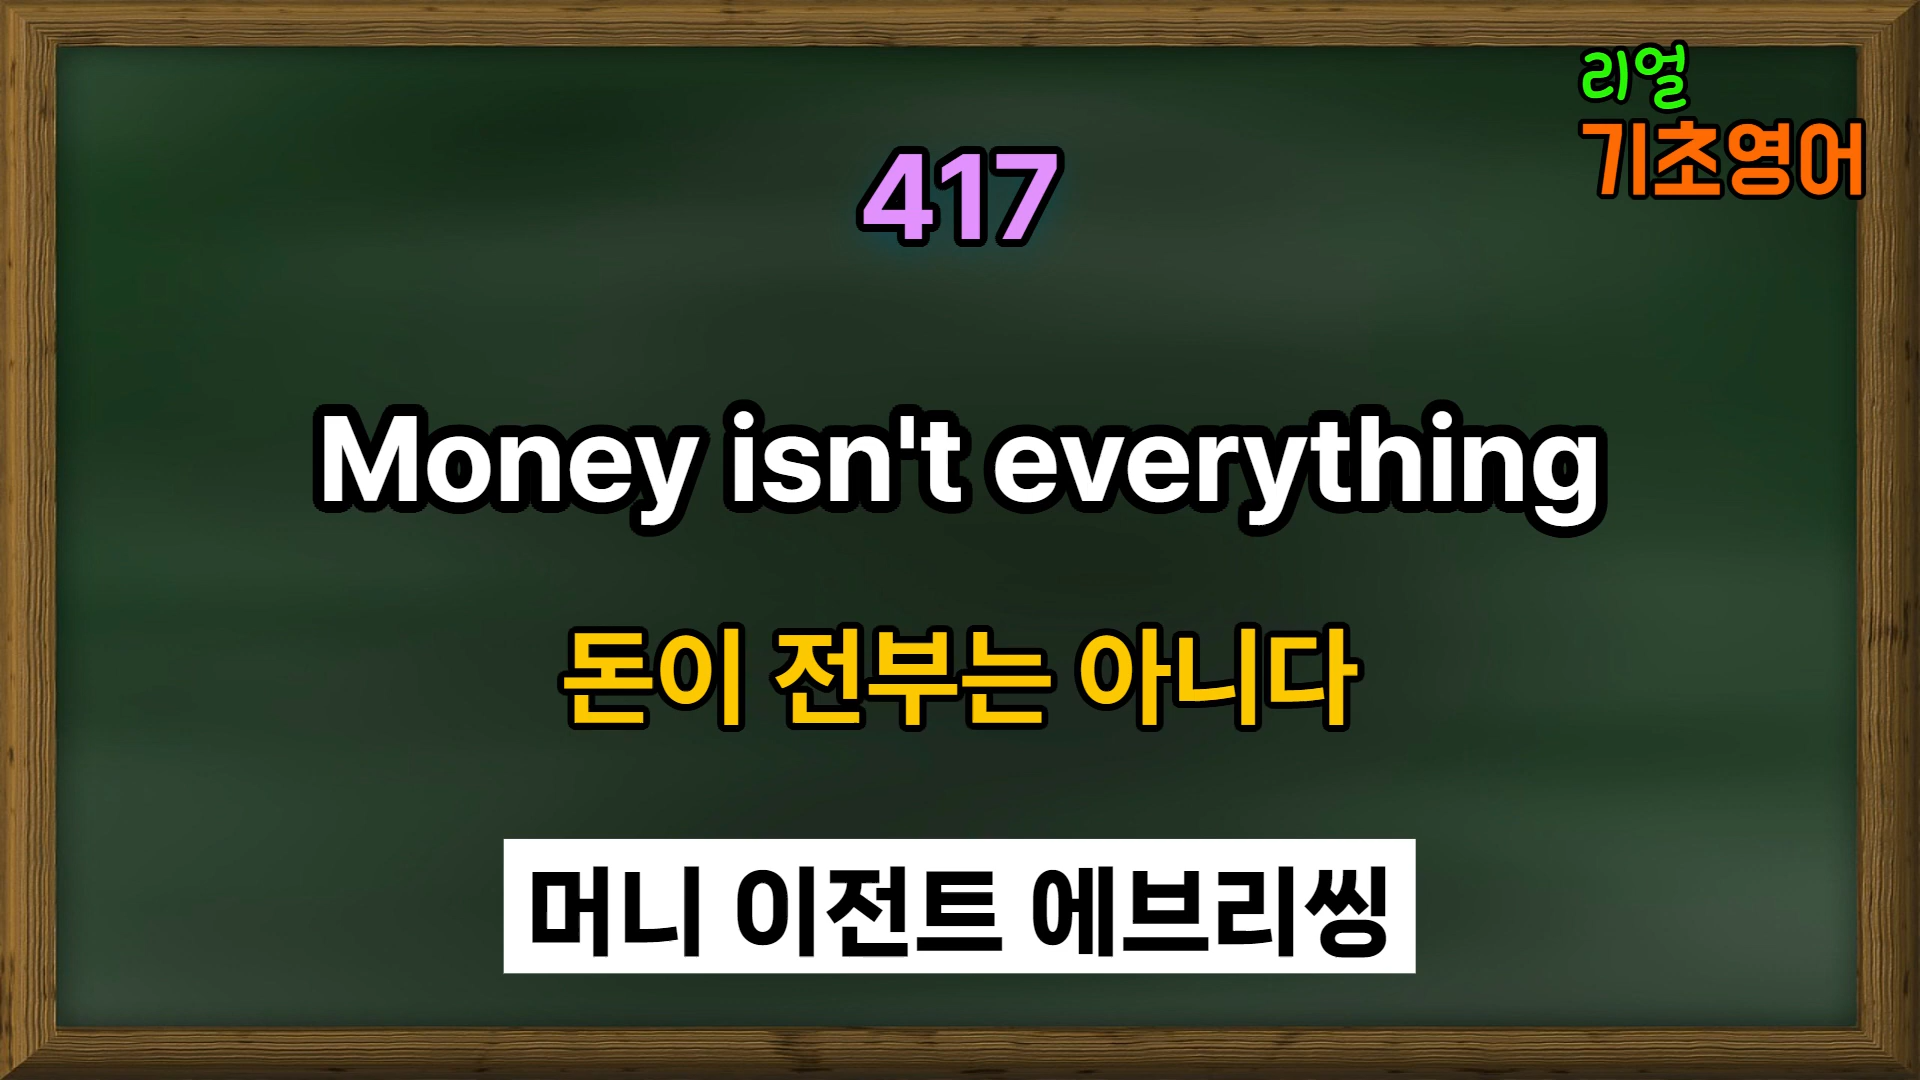 리얼
기초영어
417
Money isn't everything
돈이 전부는 아니다
머니 이전트 에브리씽